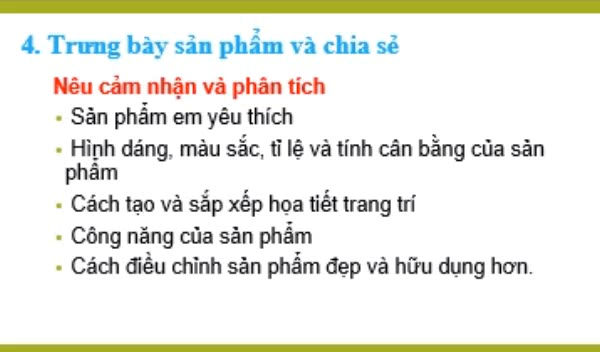 4. Trưng bày sản phẩm và chia sẻ
Nêu cảm nhận và phân tích
• Sản phẩm em yêu thích
• Hình dáng, màu sắc, tỉ lệ và tính cân bằng của sản
phẩm
• Cách tạo và sắp xếp họa tiết trang trí
• Công năng của sản phẩm
• Cách điều chỉnh sản phẩm đẹp và hữu dụng hơn.